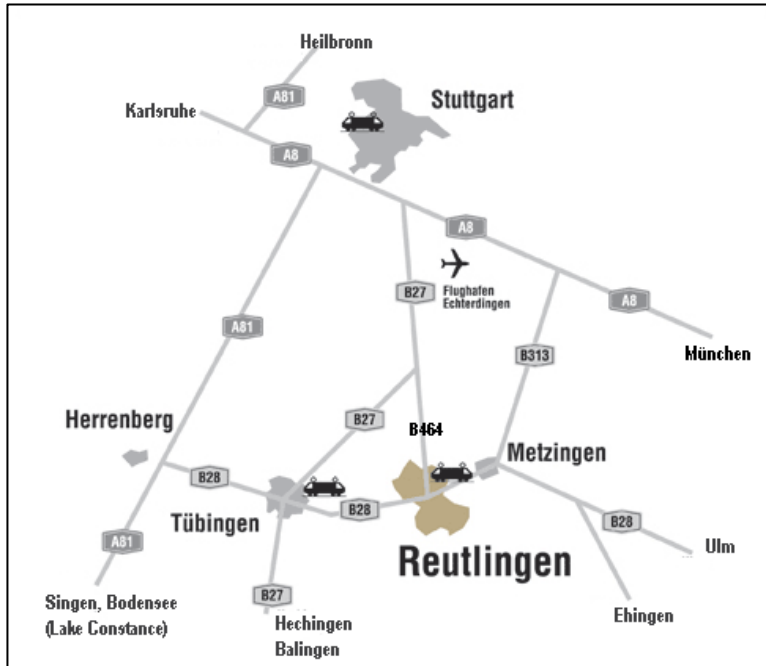 Heilbronn
A81
Karlsruhe
Stuttgart
A8
A8
B27
Flughafen
Echterdingen
A8
A81
München
B313
Herrenberg
B27
B464
Metzingen
B28
Tübingen
B28
Reutlingen
B28
Ulm
A81
B27
Singen, Bodensee
(Lake Constance)
Hechingen
Balingen
Ehingen